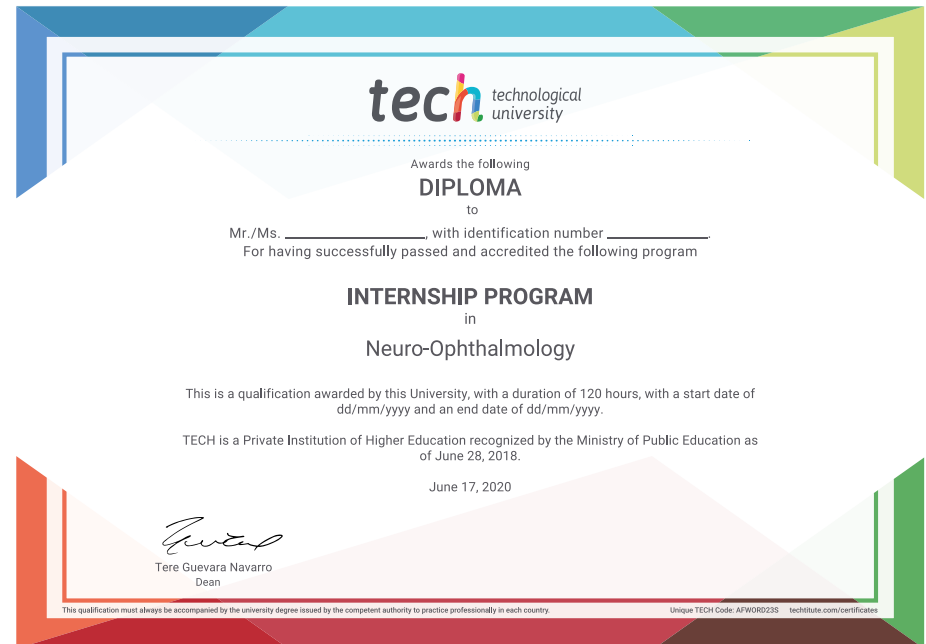 tech technological
university
Awards the following
DIPLOMA
to
Mr./Ms. ____________________, with identification number ______________.
For having successfully passed and accredited the following program
INTERNSHIP PROGRAM
in
Neuro-Ophthalmology
This is a qualification awarded by this University, with a duration of 120 hours, with a start date of
dd/mm/yyyy and an end date of dd/mm/yyyy.
TECH is a Private Institution of Higher Education recognized by the Ministry of Public Education as
of June 28, 2018.
June 17, 2020
Tere Guevara Navarro
Dean
This qualification must always be accompanied by the university degree issued by the competent authority to practice professionally in each country.
Unique TECH Code: AFWORD23S techtitute.com/certificates